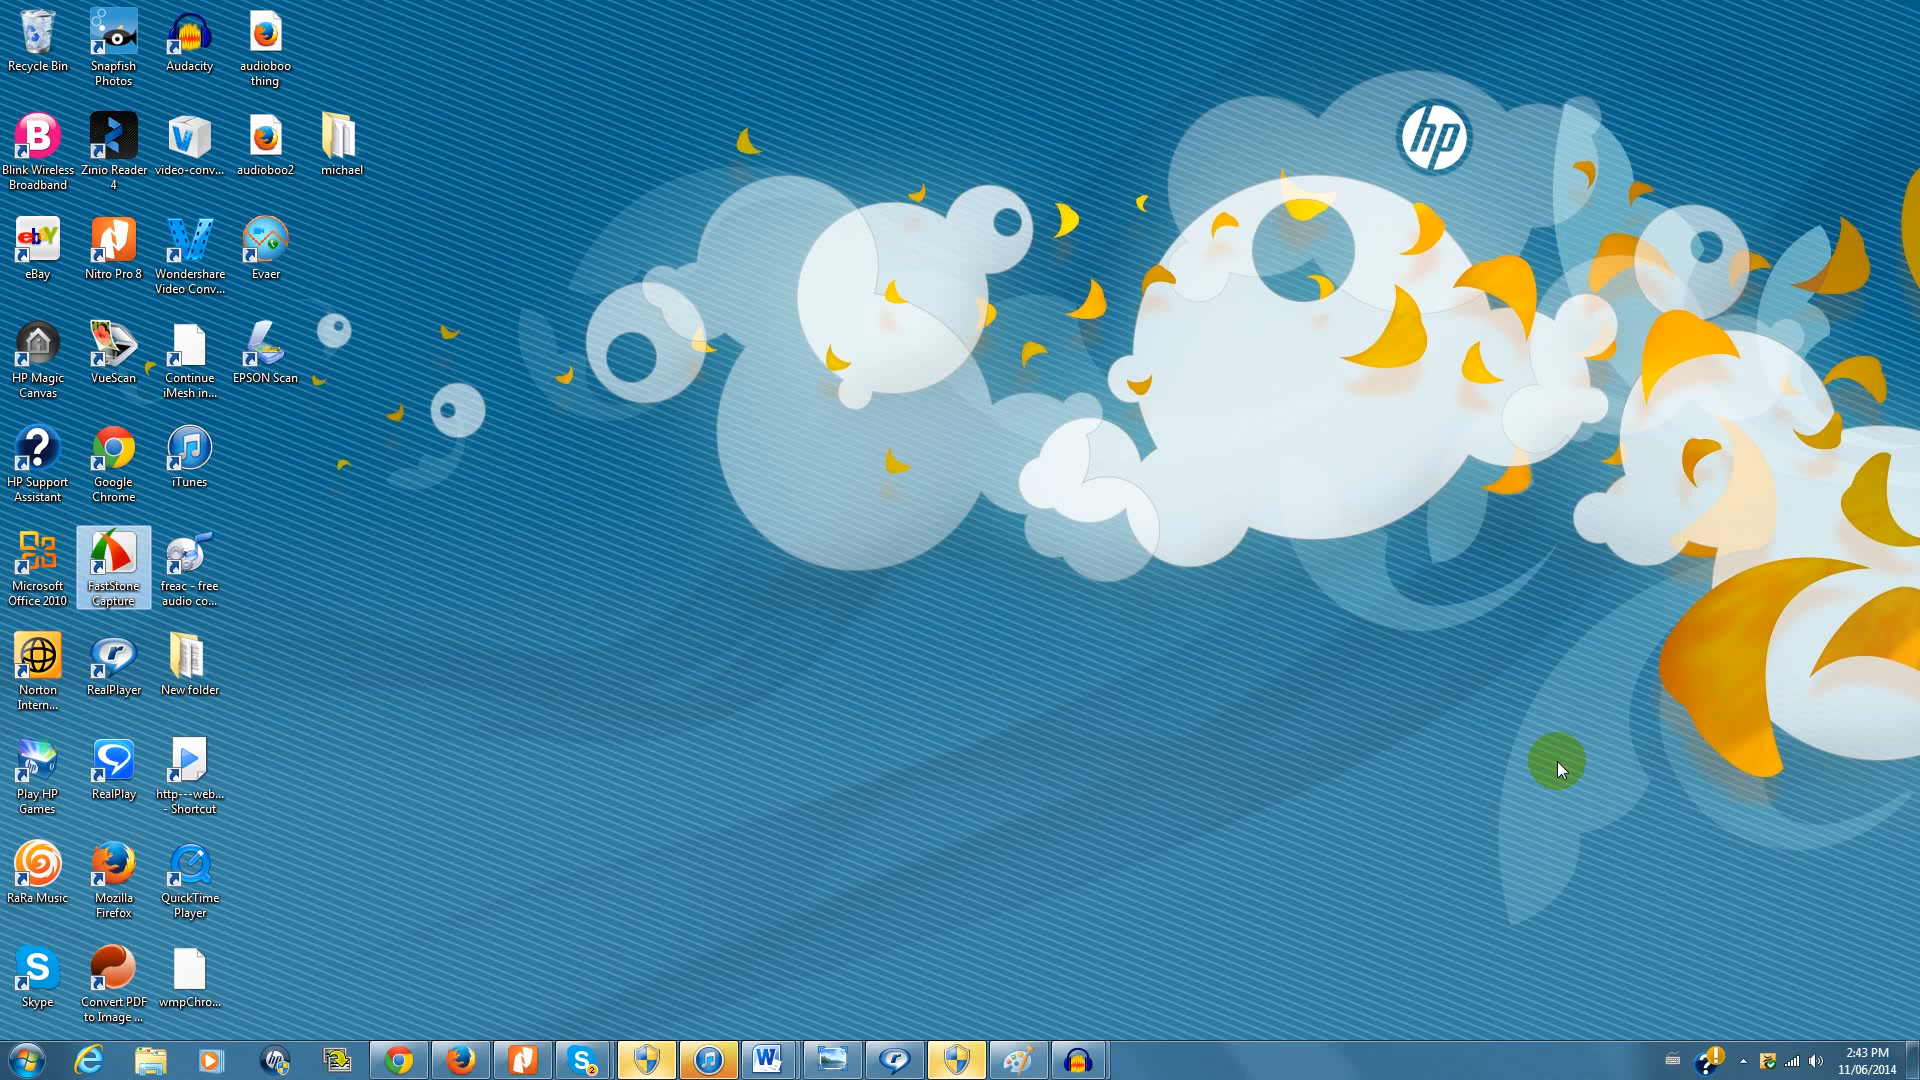 Recycle Bin
Snapfish
Photos
Audacity
audioboo
thing
hp
B
Blink Wireless
Broadband
Zinio Reader
4
V
video-conv...
audioboo2
michael
ebY
eBay
Nitro Pro 8
Wondershare
Video Conv...
Evaer
HP Magic
Canvas
VueScan
Continue
iMesh in...
EPSON Scan
?
HP Support
Assistant
Google
Chrome
iTunes
Microsoft
Office 2010
FastStone
Capture
freac - free
audio co...
Norton
Intern...
r
RealPlayer
New folder
Play HP
Games
RealPlay
http---web...
- Shortcut
RaRa Music
Mozilla
Firefox
QuickTime
Player
S
Skype
Convert PDF
to Image ...
wmpChro...
2:43 PM
11/06/2014